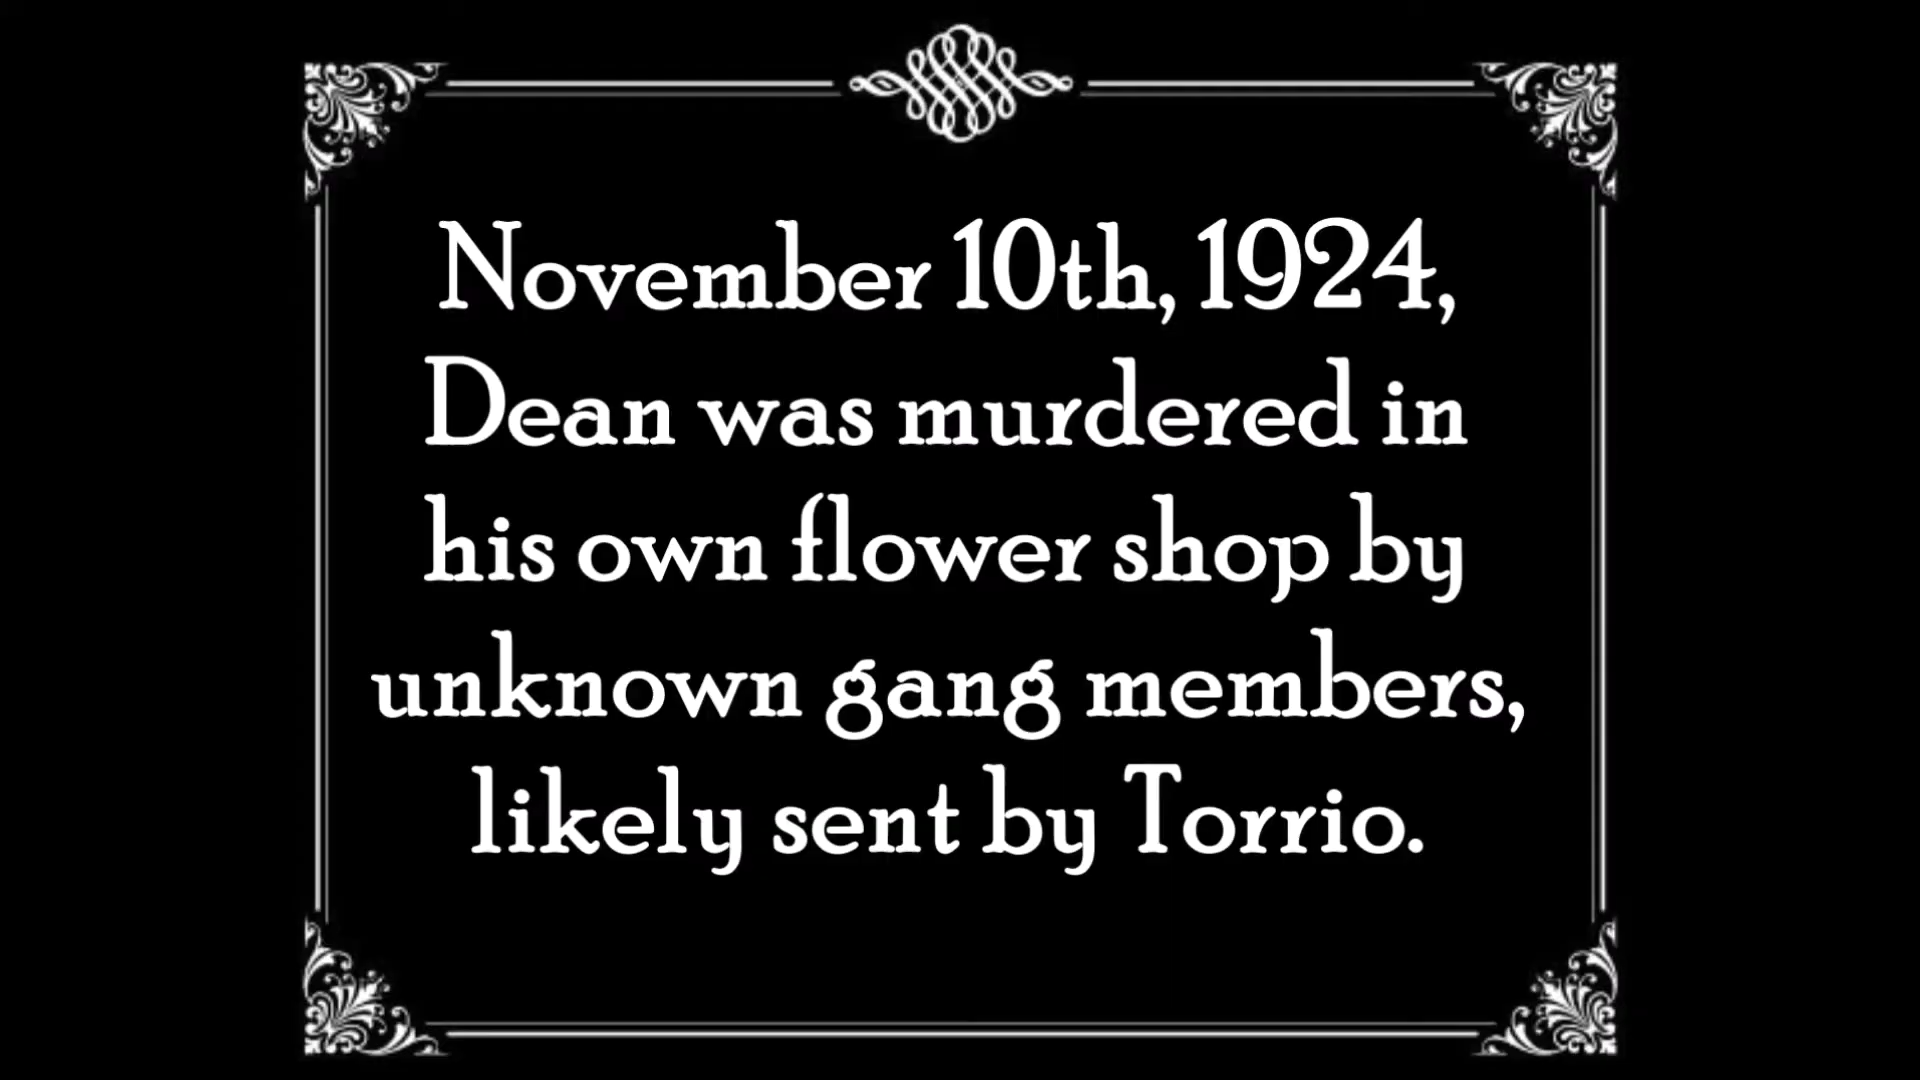 November 10th, 1924,
Dean was murdered in
his own flower shop by
unknown gang members,
likely sent by Torrio.